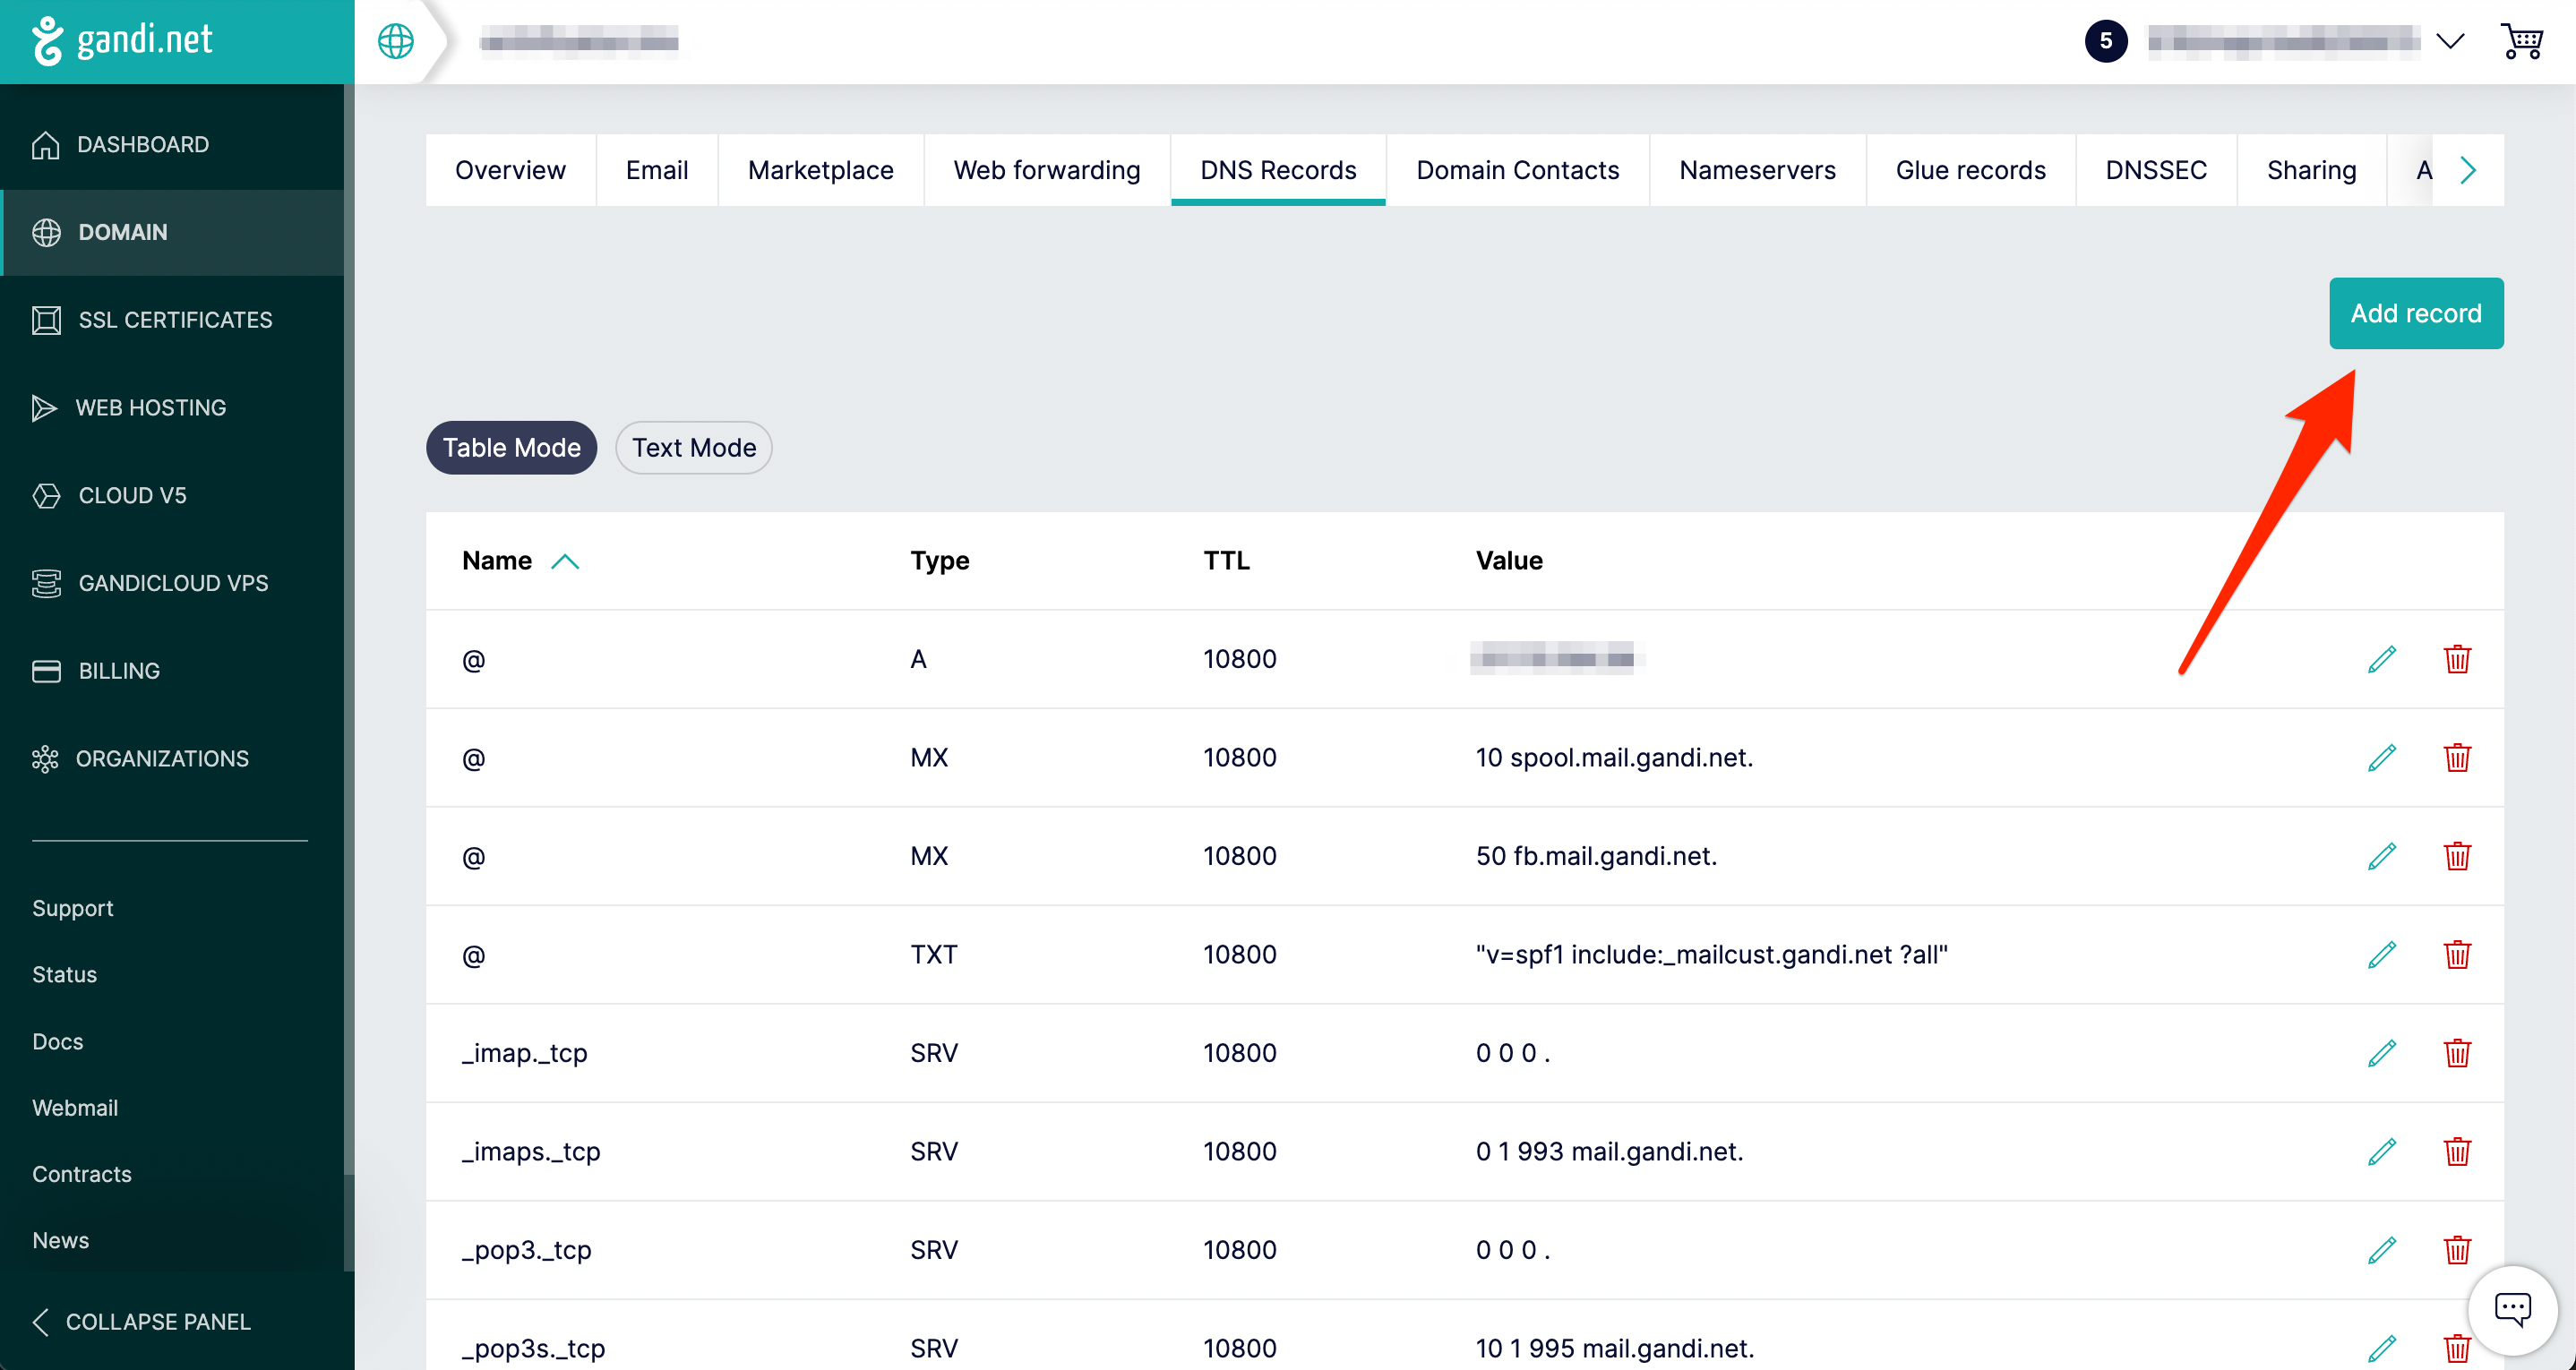 gandi.net
5
DASHBOARD
DOMAIN
SSL CERTIFICATES
WEB HOSTING
CLOUD V5
GANDICLOUD VPS
BILLING
ORGANIZATIONS
Support
Status
Docs
Webmail
Contracts
News
COLLAPSE PANEL
Overview Email Marketplace Web forwarding DNS Records Domain Contacts Nameservers Glue records DNSSEC Sharing A
Add record
Table Mode Text Mode
Name Type TTL Value
@ A 10800
@ MX 10800 10 spool.mail.gandi.net.
@ MX 10800 50 fb.mail.gandi.net.
@ TXT 10800 "v=spf1 include:_mailcust.gandi.net ?all"
_imap._tcp SRV 10800 0 0 0 .
_imaps._tcp SRV 10800 0 1 993 mail.gandi.net.
_pop3._tcp SRV 10800 0 0 0 .
_pop3s._tcp SRV 10800 10 1 995 mail.gandi.net.